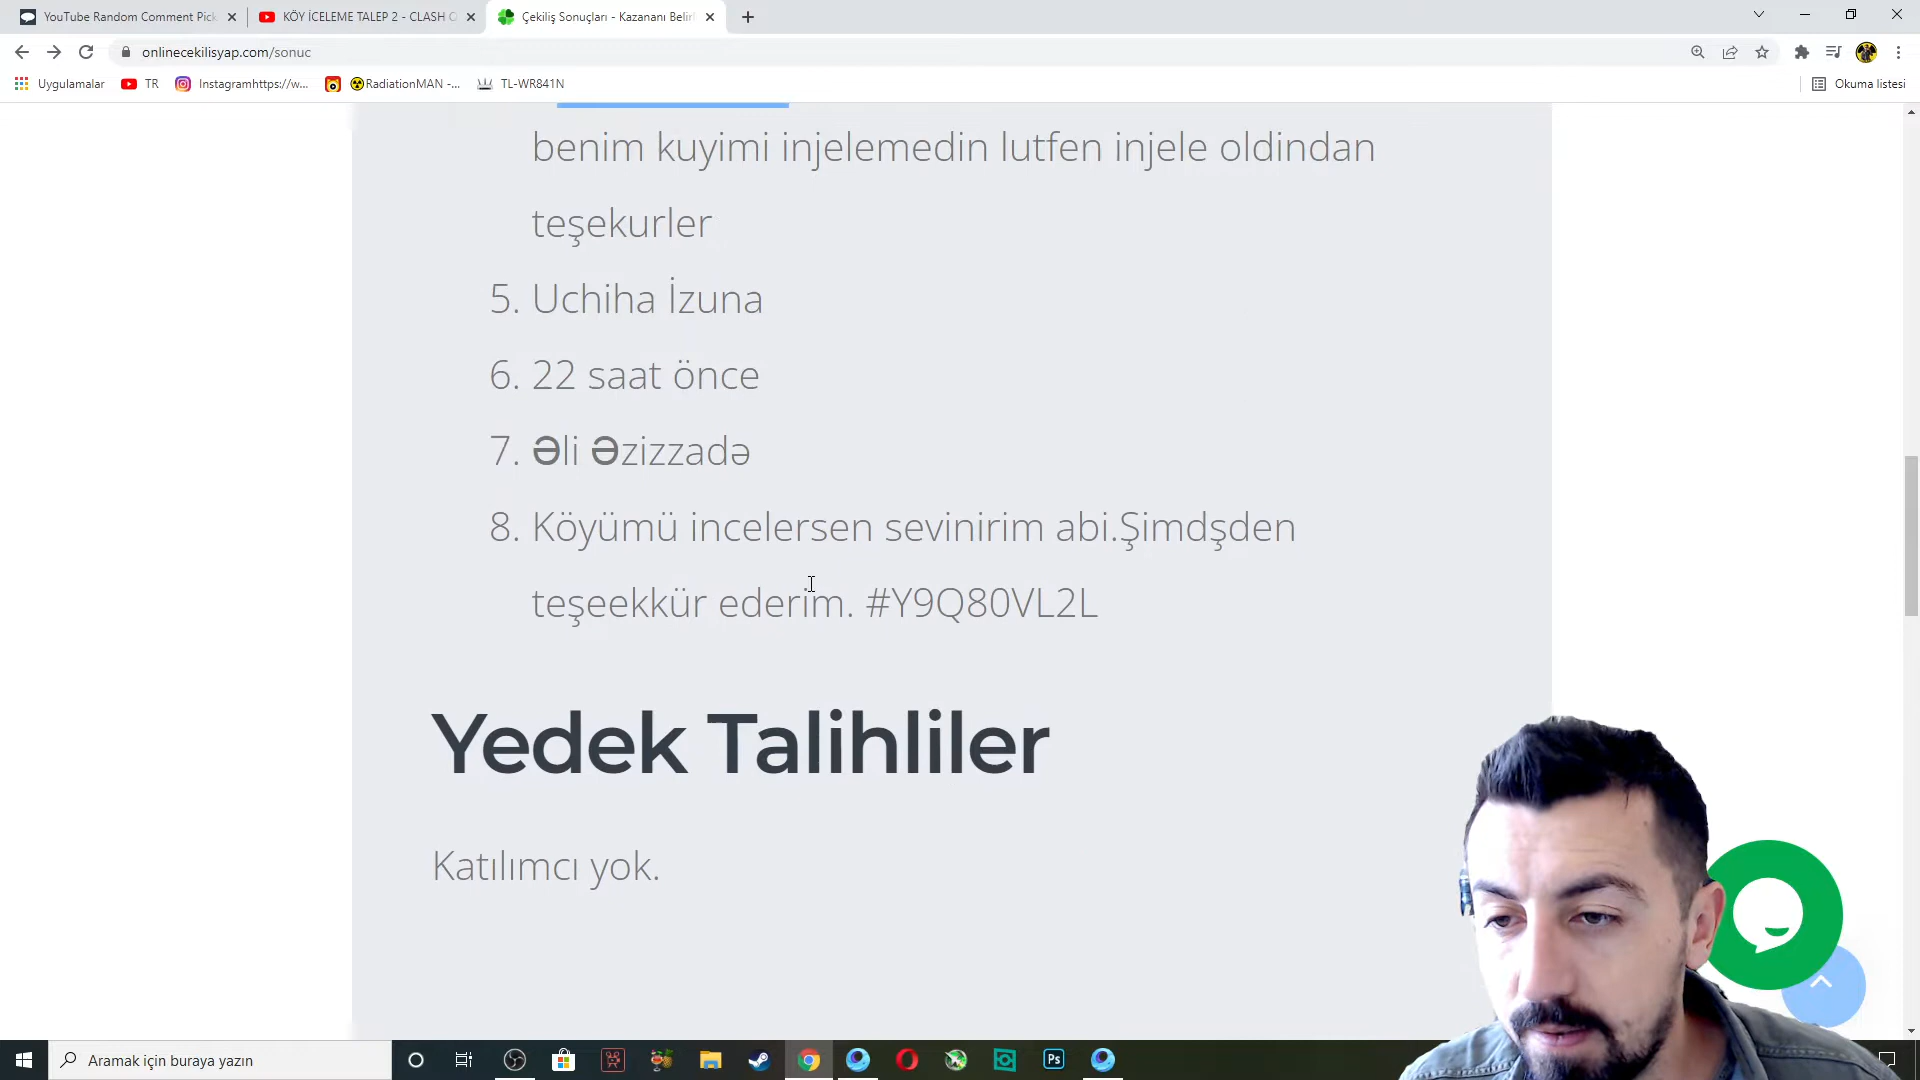 YouTube Random Comment Pick
KÖY İCELEME TALEP 2 - CLASH O
Çekiliş Sonuçları - Kazananı Belirl
onlinecekilisyap.com/sonuc
Uygulamalar
TR
Instagramhttps://w...
RadiationMAN -...
TL-WR841N
Okuma listesi
benim kuyimi injelemedin lutfen injele oldindan
teşekurler
5. Uchiha İzuna
6. 22 saat önce
7. Əli Əzizzadə
8. Köyümü incelersen sevinirim abi.Şimdşden
teşeekkür ederim. #Y9Q80VL2L
Yedek Talihliler
Katılımcı yok.
Aramak için buraya yazın
Ps